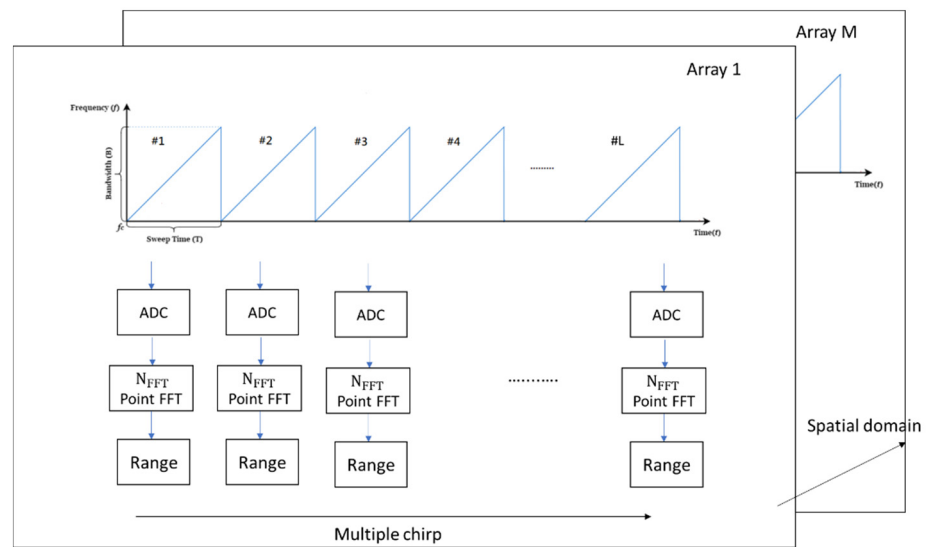 Array M
Array 1
Frequency (f)
#1
#2
#3
#4
#L
Bandwidth (B)
.........
Time(t)
fc
Sweep Time (T)
Time(t)
ADC
ADC
ADC
ADC
NFFT
Point FFT
NFFT
Point FFT
NFFT
Point FFT
...........
NFFT
Point FFT
Spatial domain
Range
Range
Range
Range
Multiple chirp